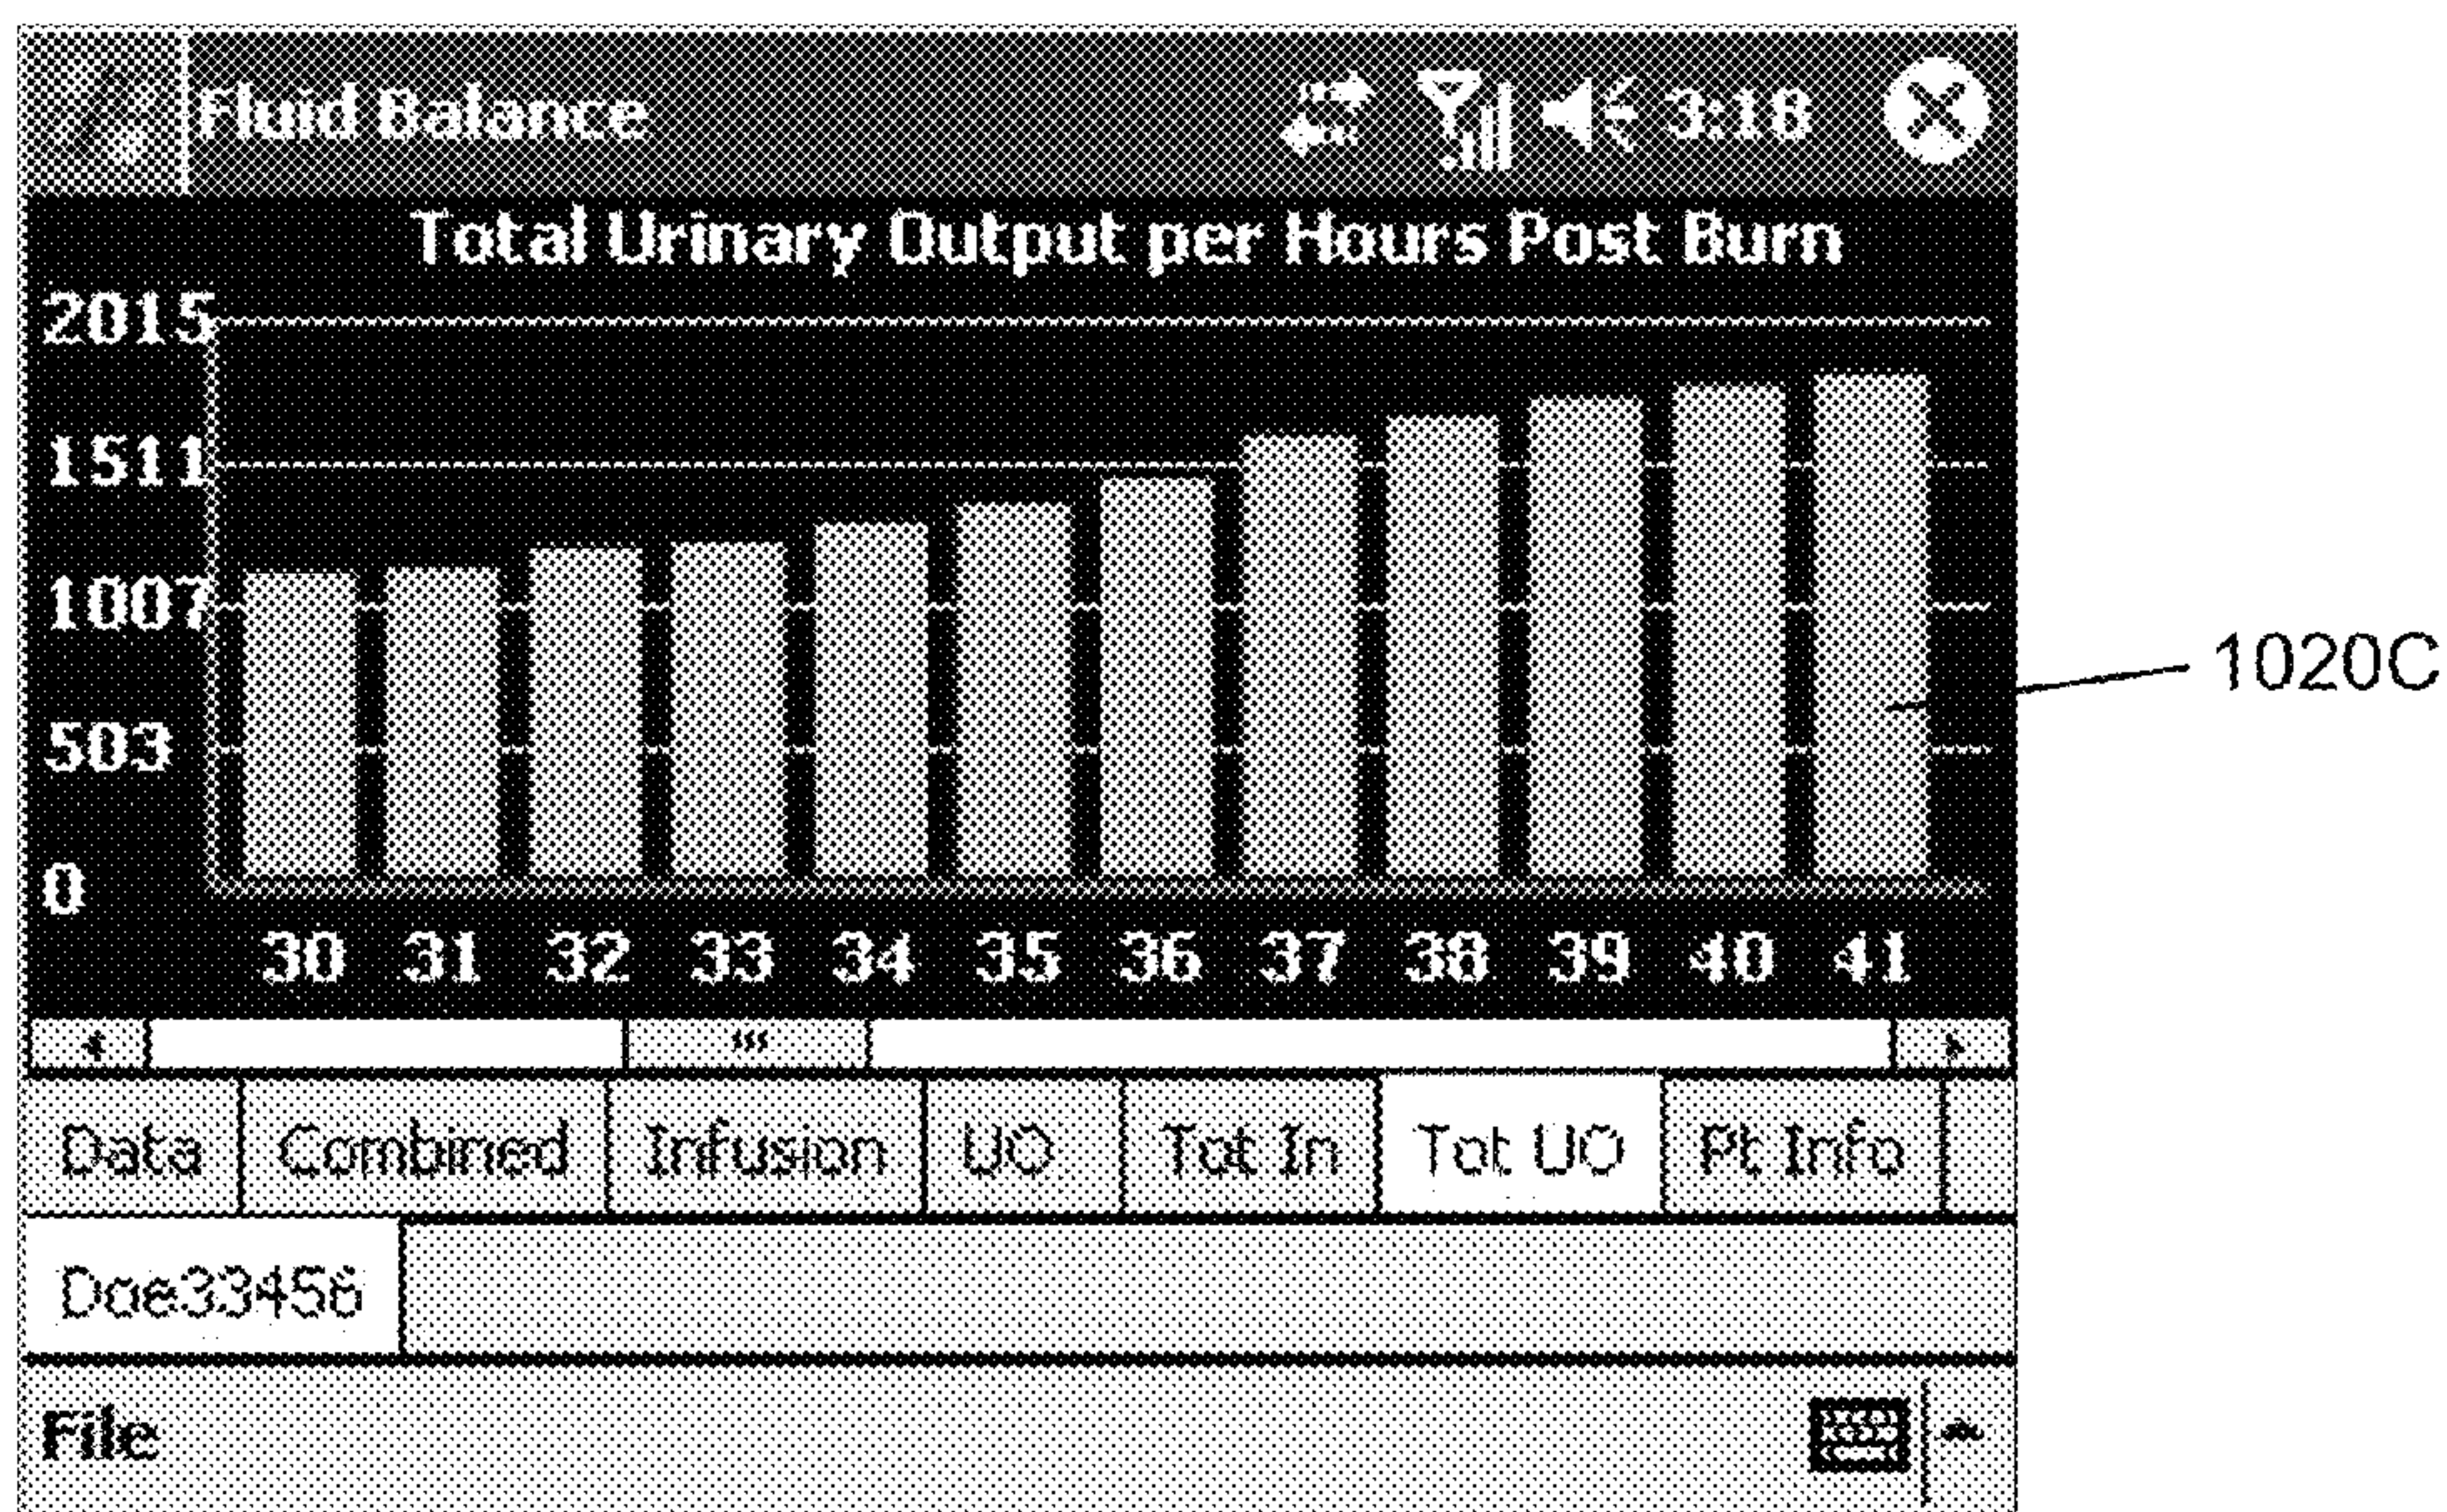 Fluid Balance 3:18
Total Urinary Output per Hours Post Burn
2015
1511
1007
503
0
30 31 32 33 34 35 36 37 38 39 40 41
1020C
Data Combined Infusion UO Tot In Tot UO Pt Info
Doe33456
File